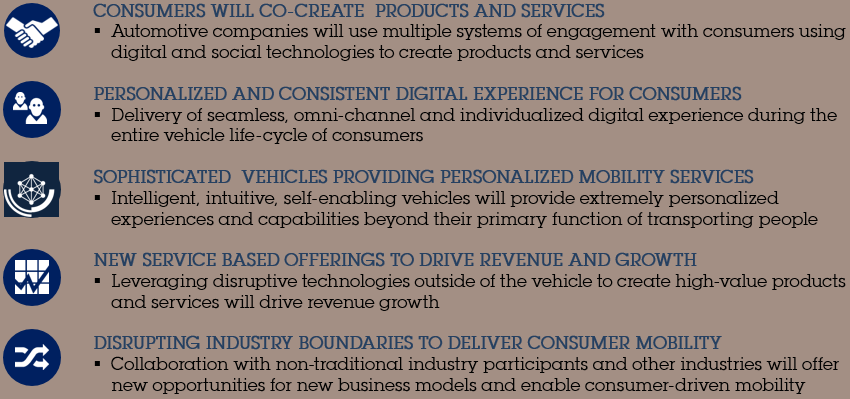 CONSUMERS WILL CO-CREATE PRODUCTS AND SERVICES
▪ Automotive companies will use multiple systems of engagement with consumers using
digital and social technologies to create products and services
PERSONALIZED AND CONSISTENT DIGITAL EXPERIENCE FOR CONSUMERS
▪ Delivery of seamless, omni-channel and individualized digital experience during the
entire vehicle life-cycle of consumers
SOPHISTICATED VEHICLES PROVIDING PERSONALIZED MOBILITY SERVICES
▪ Intelligent, intuitive, self-enabling vehicles will provide extremely personalized
experiences and capabilities beyond their primary function of transporting people
NEW SERVICE BASED OFFERINGS TO DRIVE REVENUE AND GROWTH
▪ Leveraging disruptive technologies outside of the vehicle to create high-value products
and services will drive revenue growth
DISRUPTING INDUSTRY BOUNDARIES TO DELIVER CONSUMER MOBILITY
▪ Collaboration with non-traditional industry participants and other industries will offer
new opportunities for new business models and enable consumer-driven mobility